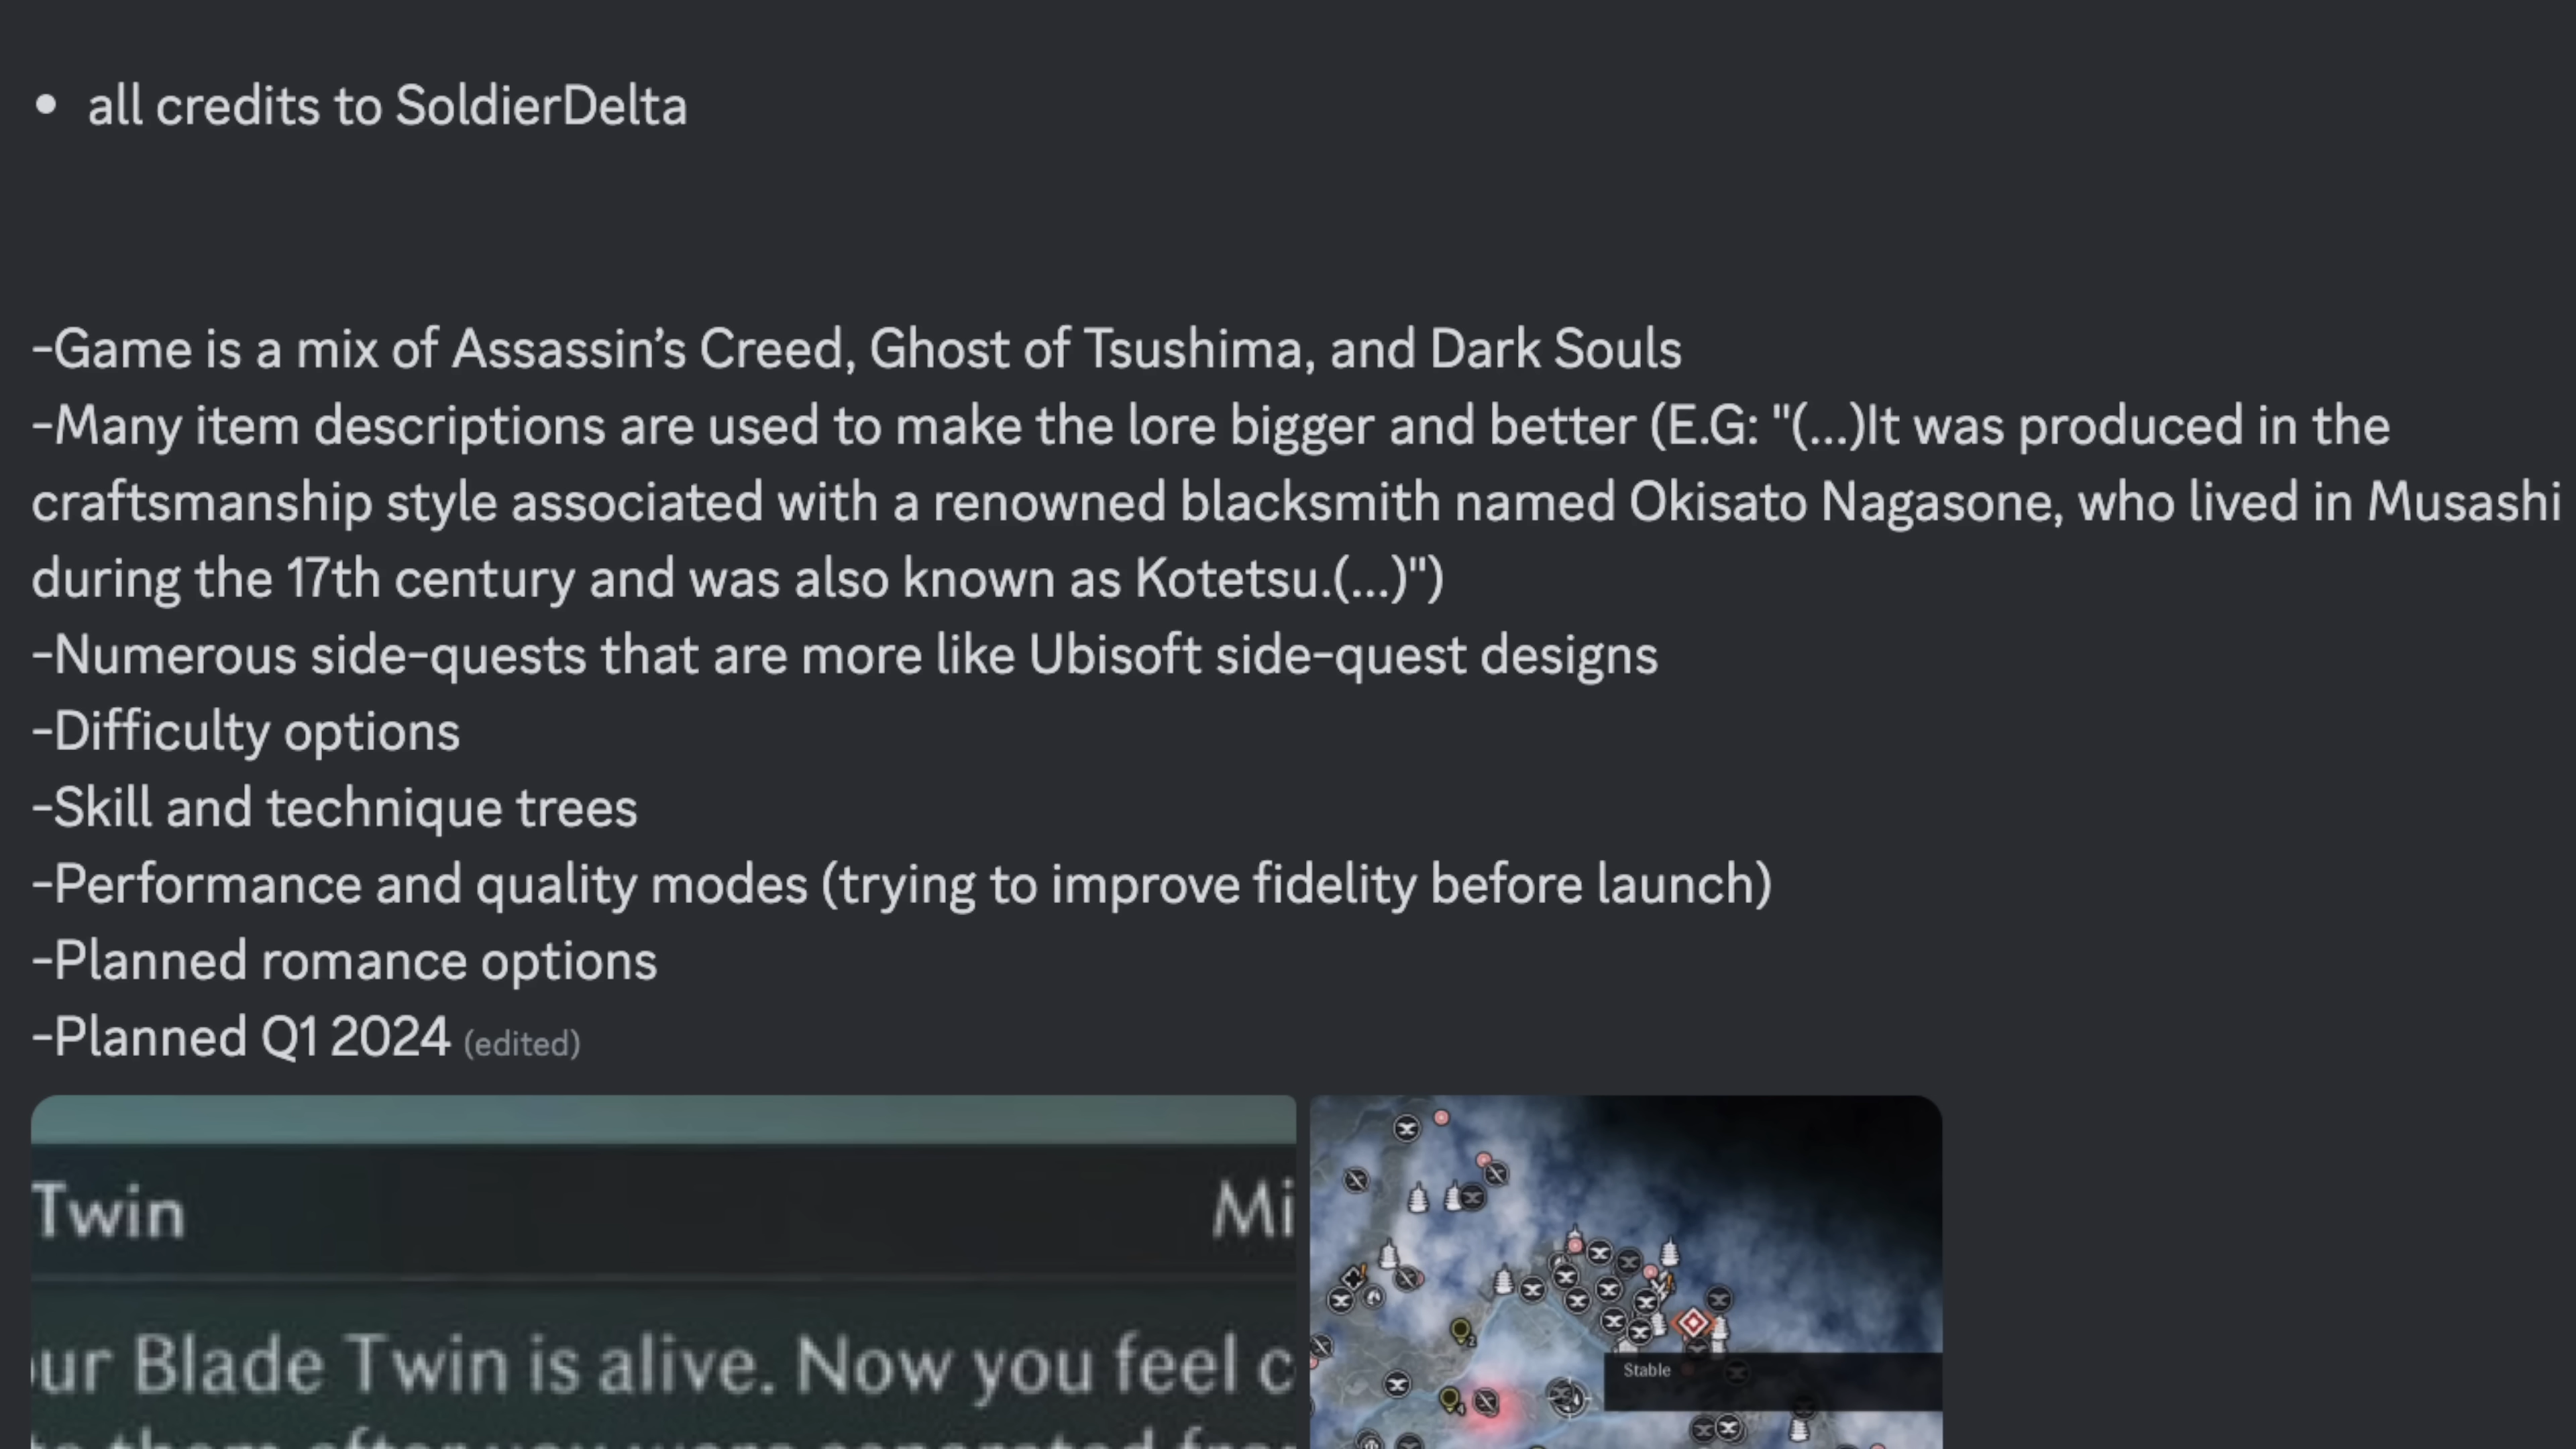 • all credits to SoldierDelta
-Game is a mix of Assassin’s Creed, Ghost of Tsushima, and Dark Souls
-Many item descriptions are used to make the lore bigger and better (E.G: "(...)It was produced in the
craftsmanship style associated with a renowned blacksmith named Okisato Nagasone, who lived in Musashi
during the 17th century and was also known as Kotetsu.(...)")
-Numerous side-quests that are more like Ubisoft side-quest designs
-Difficulty options
-Skill and technique trees
-Performance and quality modes (trying to improve fidelity before launch)
-Planned romance options
-Planned Q1 2024 (edited)
Twin Mi
ur Blade Twin is alive. Now you feel c
Stable